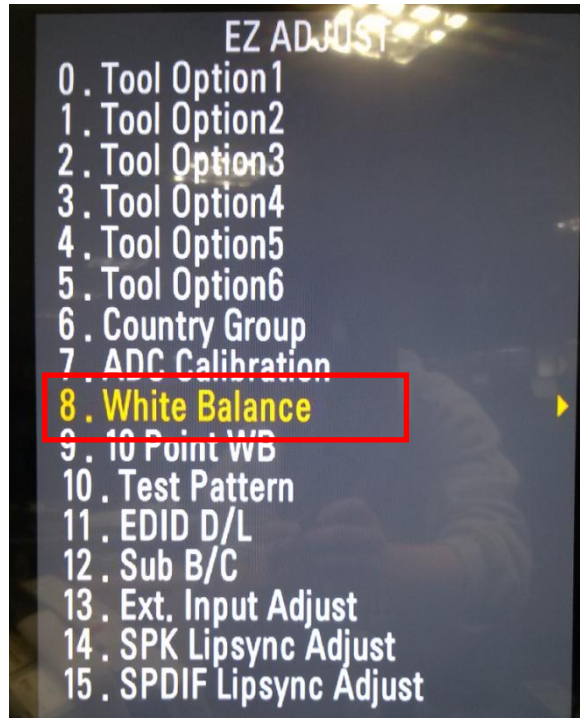 EZ ADJUST
0 . Tool Option1
1 . Tool Option2
2 . Tool Option3
3 . Tool Option4
4 . Tool Option5
5 . Tool Option6
6 . Country Group
7 . ADC Calibration
8 . White Balance
9 . 10 Point WB
10 . Test Pattern
11 . EDID D/L
12 . Sub B/C
13 . Ext. Input Adjust
14 . SPK Lipsync Adjust
15 . SPDIF Lipsync Adjust